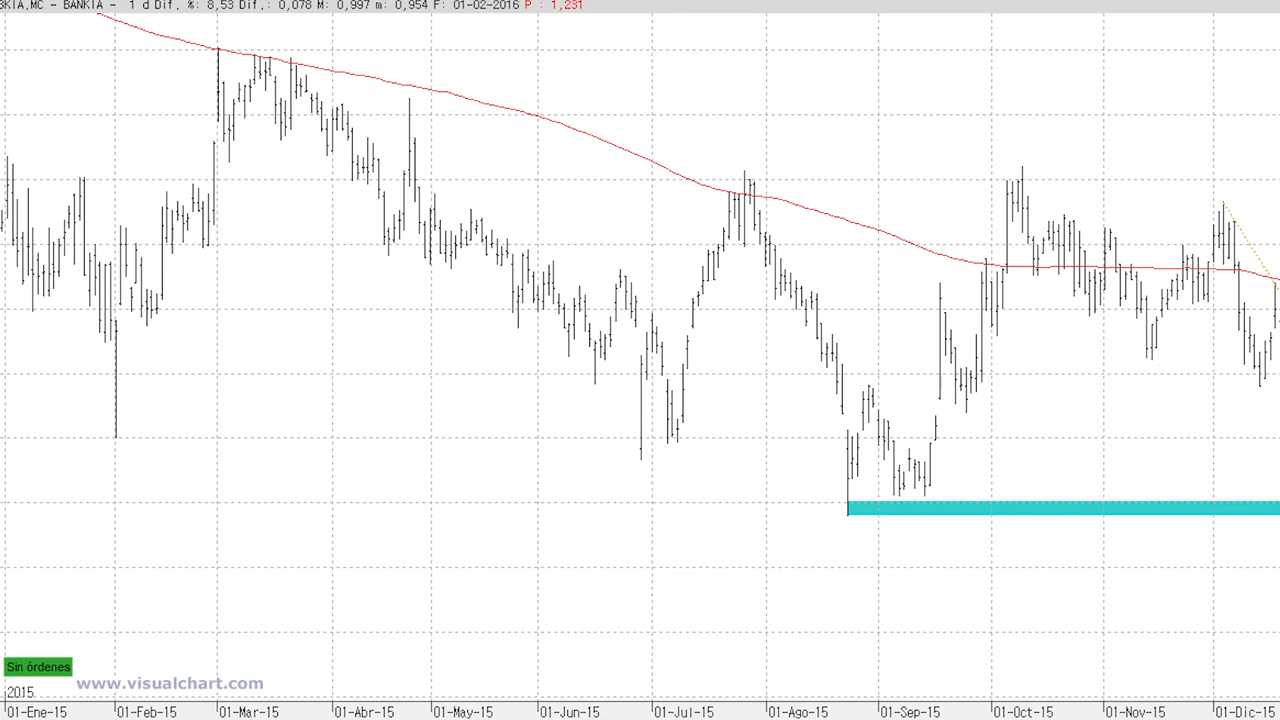 BKIA.MC - BANKIA - 1 d Dif. %: 8,53 Dif.: 0,078 M: 0,997 m: 0,954 F: 01-02-2016 P : 1,231
Sin órdenes
www.visualchart.com
2015
01-Ene-15 01-Feb-15 01-Mar-15 01-Abr-15 01-May-15 01-Jun-15 01-Jul-15 01-Ago-15 01-Sep-15 01-Oct-15 01-Nov-15 01-Dic-15